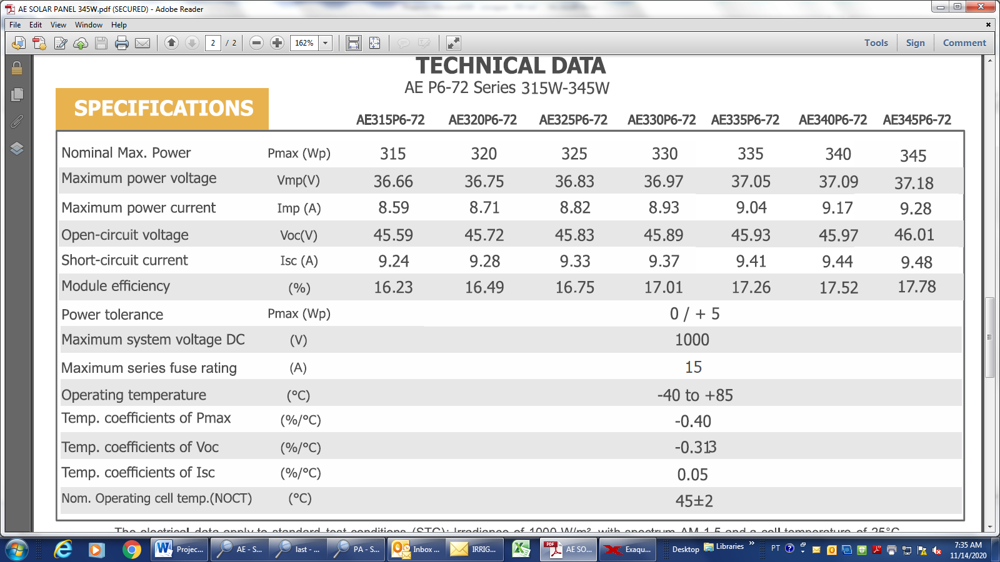 AE SOLAR PANEL 345W.pdf (SECURED) - Adobe Reader
File Edit View Window Help
2 / 2 162% Tools Sign Comment
TECHNICAL DATA
AE P6-72 Series 315W-345W
SPECIFICATIONS
AE315P6-72 AE320P6-72 AE325P6-72 AE330P6-72 AE335P6-72 AE340P6-72 AE345P6-72
Nominal Max. Power Pmax (Wp) 315 320 325 330 335 340 345
Maximum power voltage Vmp(V) 36.66 36.75 36.83 36.97 37.05 37.09 37.18
Maximum power current Imp (A) 8.59 8.71 8.82 8.93 9.04 9.17 9.28
Open-circuit voltage Voc(V) 45.59 45.72 45.83 45.89 45.93 45.97 46.01
Short-circuit current Isc (A) 9.24 9.28 9.33 9.37 9.41 9.44 9.48
Module efficiency (%) 16.23 16.49 16.75 17.01 17.26 17.52 17.78
Power tolerance Pmax (Wp) 0 / + 5
Maximum system voltage DC (V) 1000
Maximum series fuse rating (A) 15
Operating temperature (°C) -40 to +85
Temp. coefficients of Pmax (%/°C) -0.40
Temp. coefficients of Voc (%/°C) -0.313
Temp. coefficients of Isc (%/°C) 0.05
Nom. Operating cell temp.(NOCT) (°C) 45±2
The electrical data apply to standard test conditions (STC): Irradiance of 1000 W/m² with spectrum AM 1.5 and a cell temperature of 25°C
Projec... AE - S... last - ... PA - S... Inbox ... IRRIG... AE SO... Exaqu... Desktop Libraries » PT 7:35 AM
11/14/2020